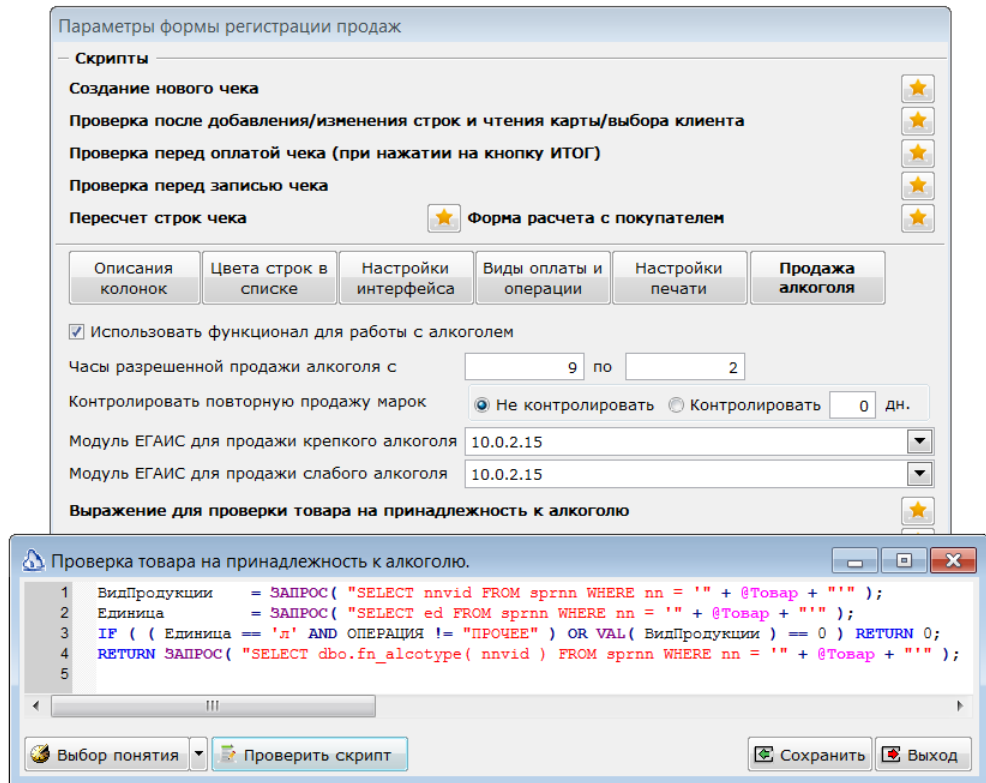 Параметры формы регистрации продаж
Скрипты
Создание нового чека
Проверка после добавления/изменения строк и чтения карты/выбора клиента
Проверка перед оплатой чека (при нажатии на кнопку ИТОГ)
Проверка перед записью чека
Пересчет строк чека Форма расчета с покупателем
Описания колонок Цвета строк в списке Настройки интерфейса Виды оплаты и операции Настройки печати Продажа алкоголя
Использовать функционал для работы с алкоголем
Часы разрешенной продажи алкоголя с 9 по 2
Контролировать повторную продажу марок Не контролировать Контролировать 0 дн.
Модуль ЕГАИС для продажи крепкого алкоголя 10.0.2.15
Модуль ЕГАИС для продажи слабого алкоголя 10.0.2.15
Выражение для проверки товара на принадлежность к алкоголю
Проверка товара на принадлежность к алкоголю.
1 ВидПродукции = ЗАПРОС( "SELECT nnvid FROM sprnn WHERE nn = '" + @Товар + "'" );
2 Единица = ЗАПРОС( "SELECT ed FROM sprnn WHERE nn = '" + @Товар + "'" );
3 IF ( ( Единица == 'л' AND ОПЕРАЦИЯ != "ПРОЧЕЕ" ) OR VAL( ВидПродукции ) == 0 ) RETURN 0;
4 RETURN ЗАПРОС( "SELECT dbo.fn_alcotype( nnvid ) FROM sprnn WHERE nn = '" + @Товар + "'" );
5
Выбор понятия Проверить скрипт Сохранить Выход